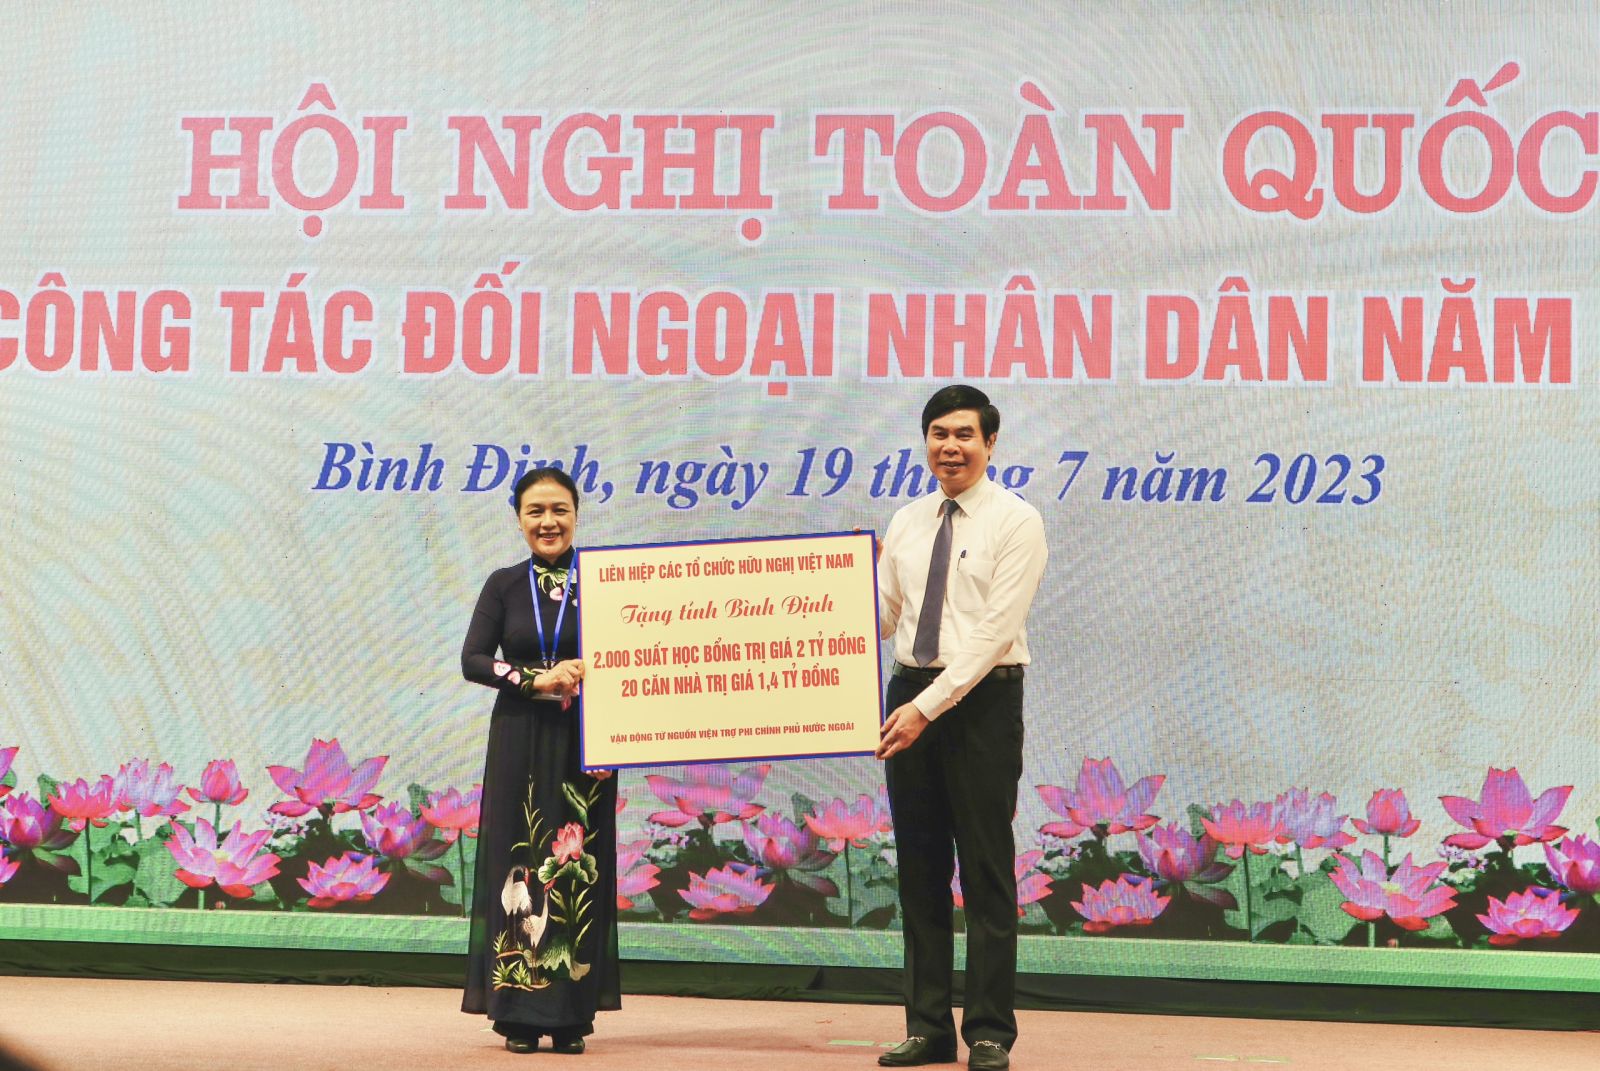 HỘI NGHỊ TOÀN QUỐC
CÔNG TÁC ĐỐI NGOẠI NHÂN DÂN NĂM
Bình Định, ngày 19 tháng 7 năm 2023
LIÊN HIỆP CÁC TỔ CHỨC HỮU NGHỊ VIỆT NAM
Tặng tỉnh Bình Định
2.000 SUẤT HỌC BỔNG TRỊ GIÁ 2 TỶ ĐỒNG
20 CĂN NHÀ TRỊ GIÁ 1,4 TỶ ĐỒNG
VẬN ĐỘNG TỪ NGUỒN VIỆN TRỢ PHI CHÍNH PHỦ NƯỚC NGOÀI